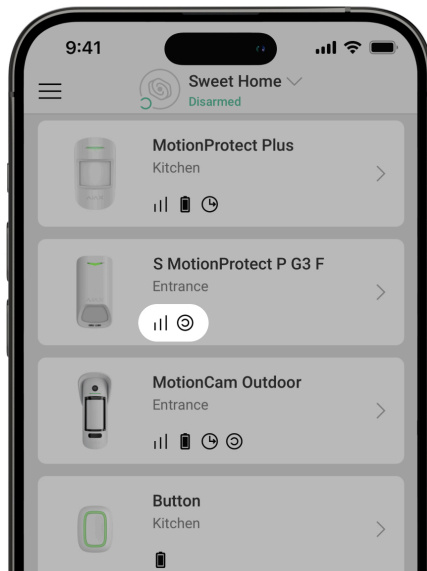 9:41
Sweet Home
Disarmed
MotionProtect Plus
Kitchen
S MotionProtect P G3 F
Entrance
MotionCam Outdoor
Entrance
Button
Kitchen